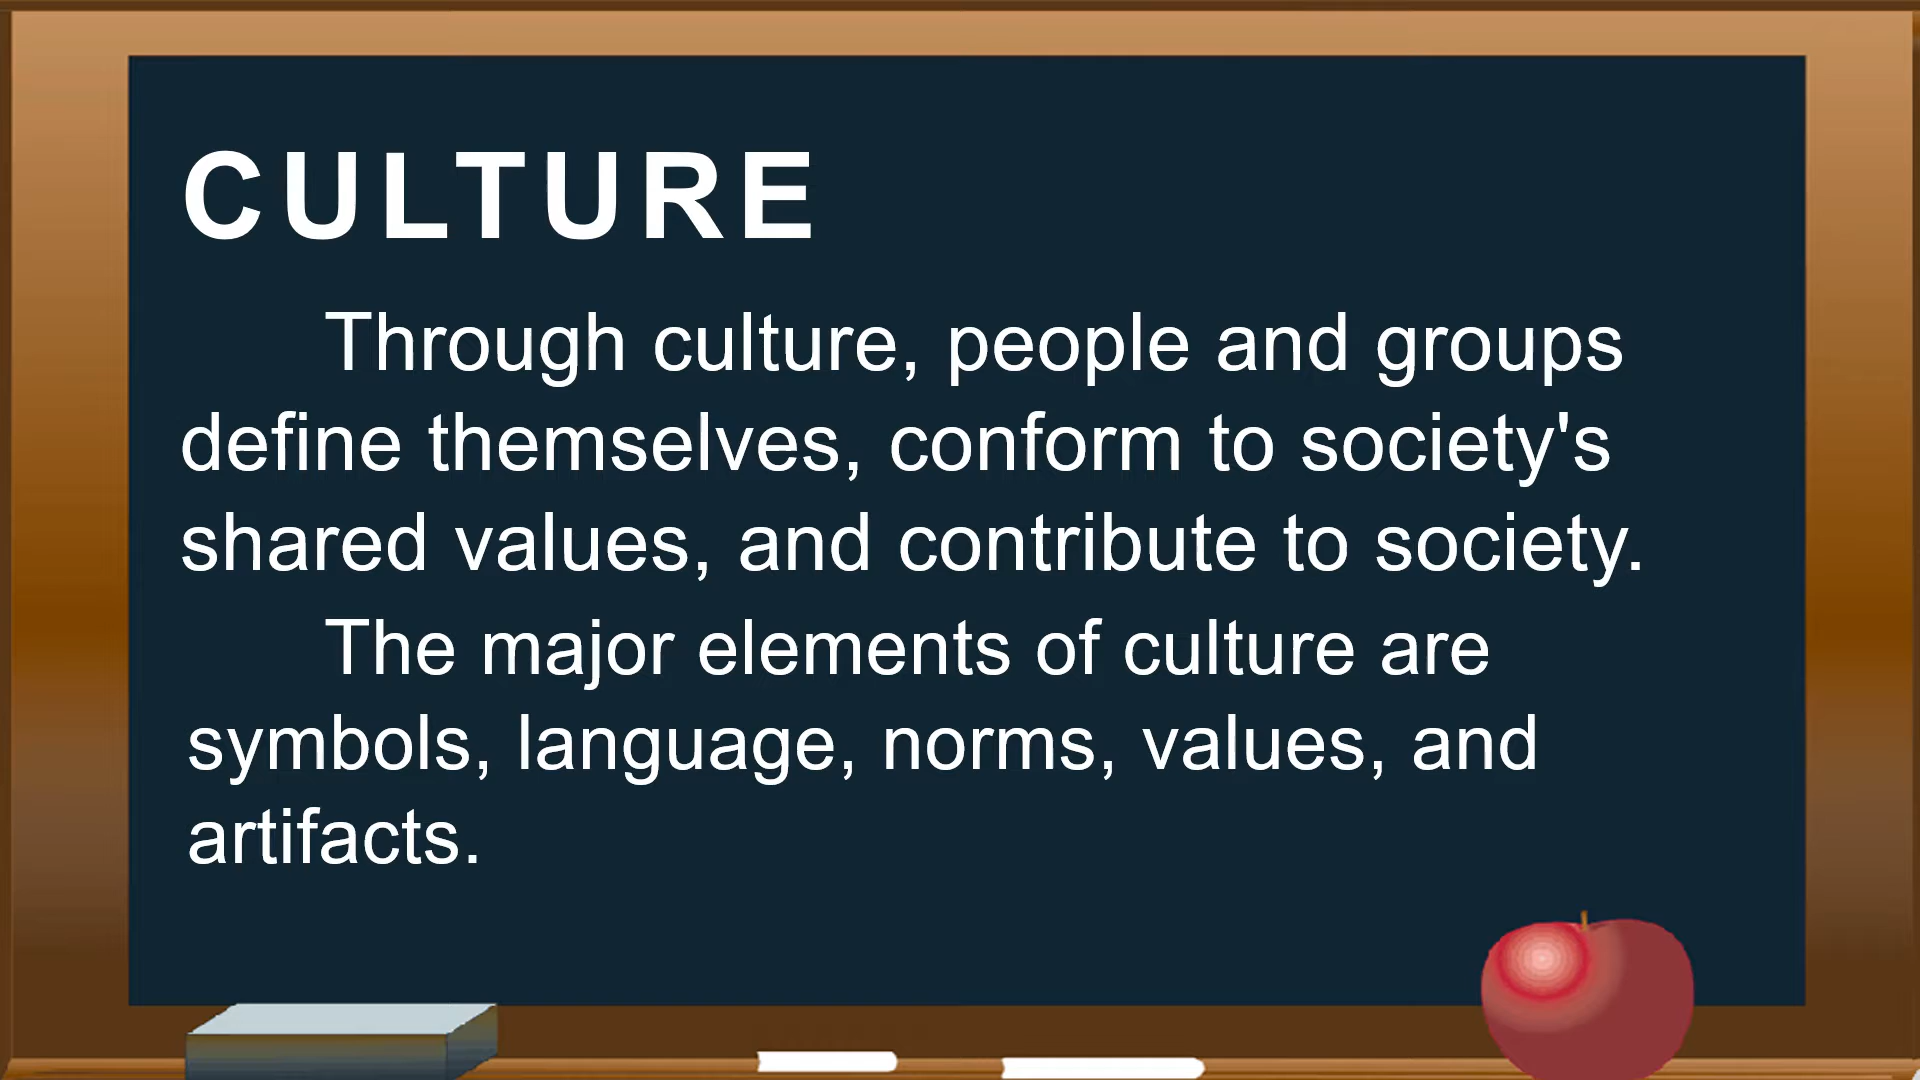 CULTURE
Through culture, people and groups
define themselves, conform to society's
shared values, and contribute to society.
The major elements of culture are
symbols, language, norms, values, and
artifacts.